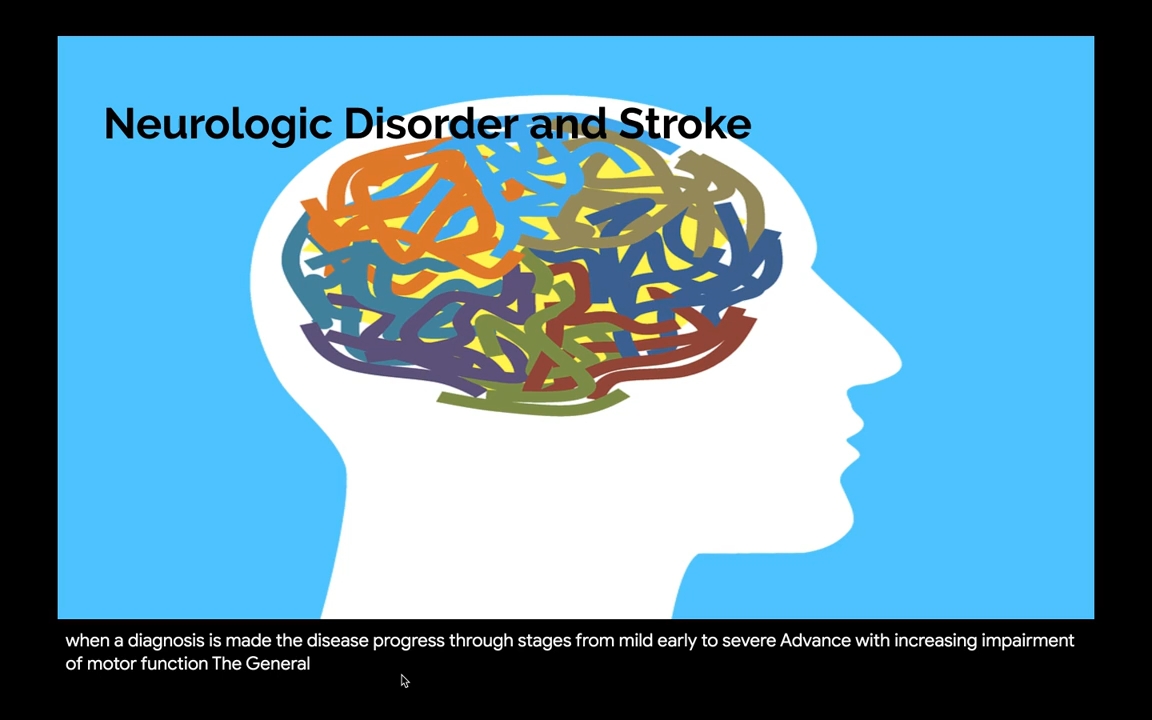 Neurologic Disorder and Stroke
when a diagnosis is made the disease progress through stages from mild early to severe Advance with increasing impairment
of motor function The General